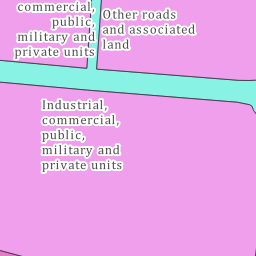 commercial,
public,
military and
private units
Other roads
and associated
land
Industrial,
commercial,
public,
military and
private units